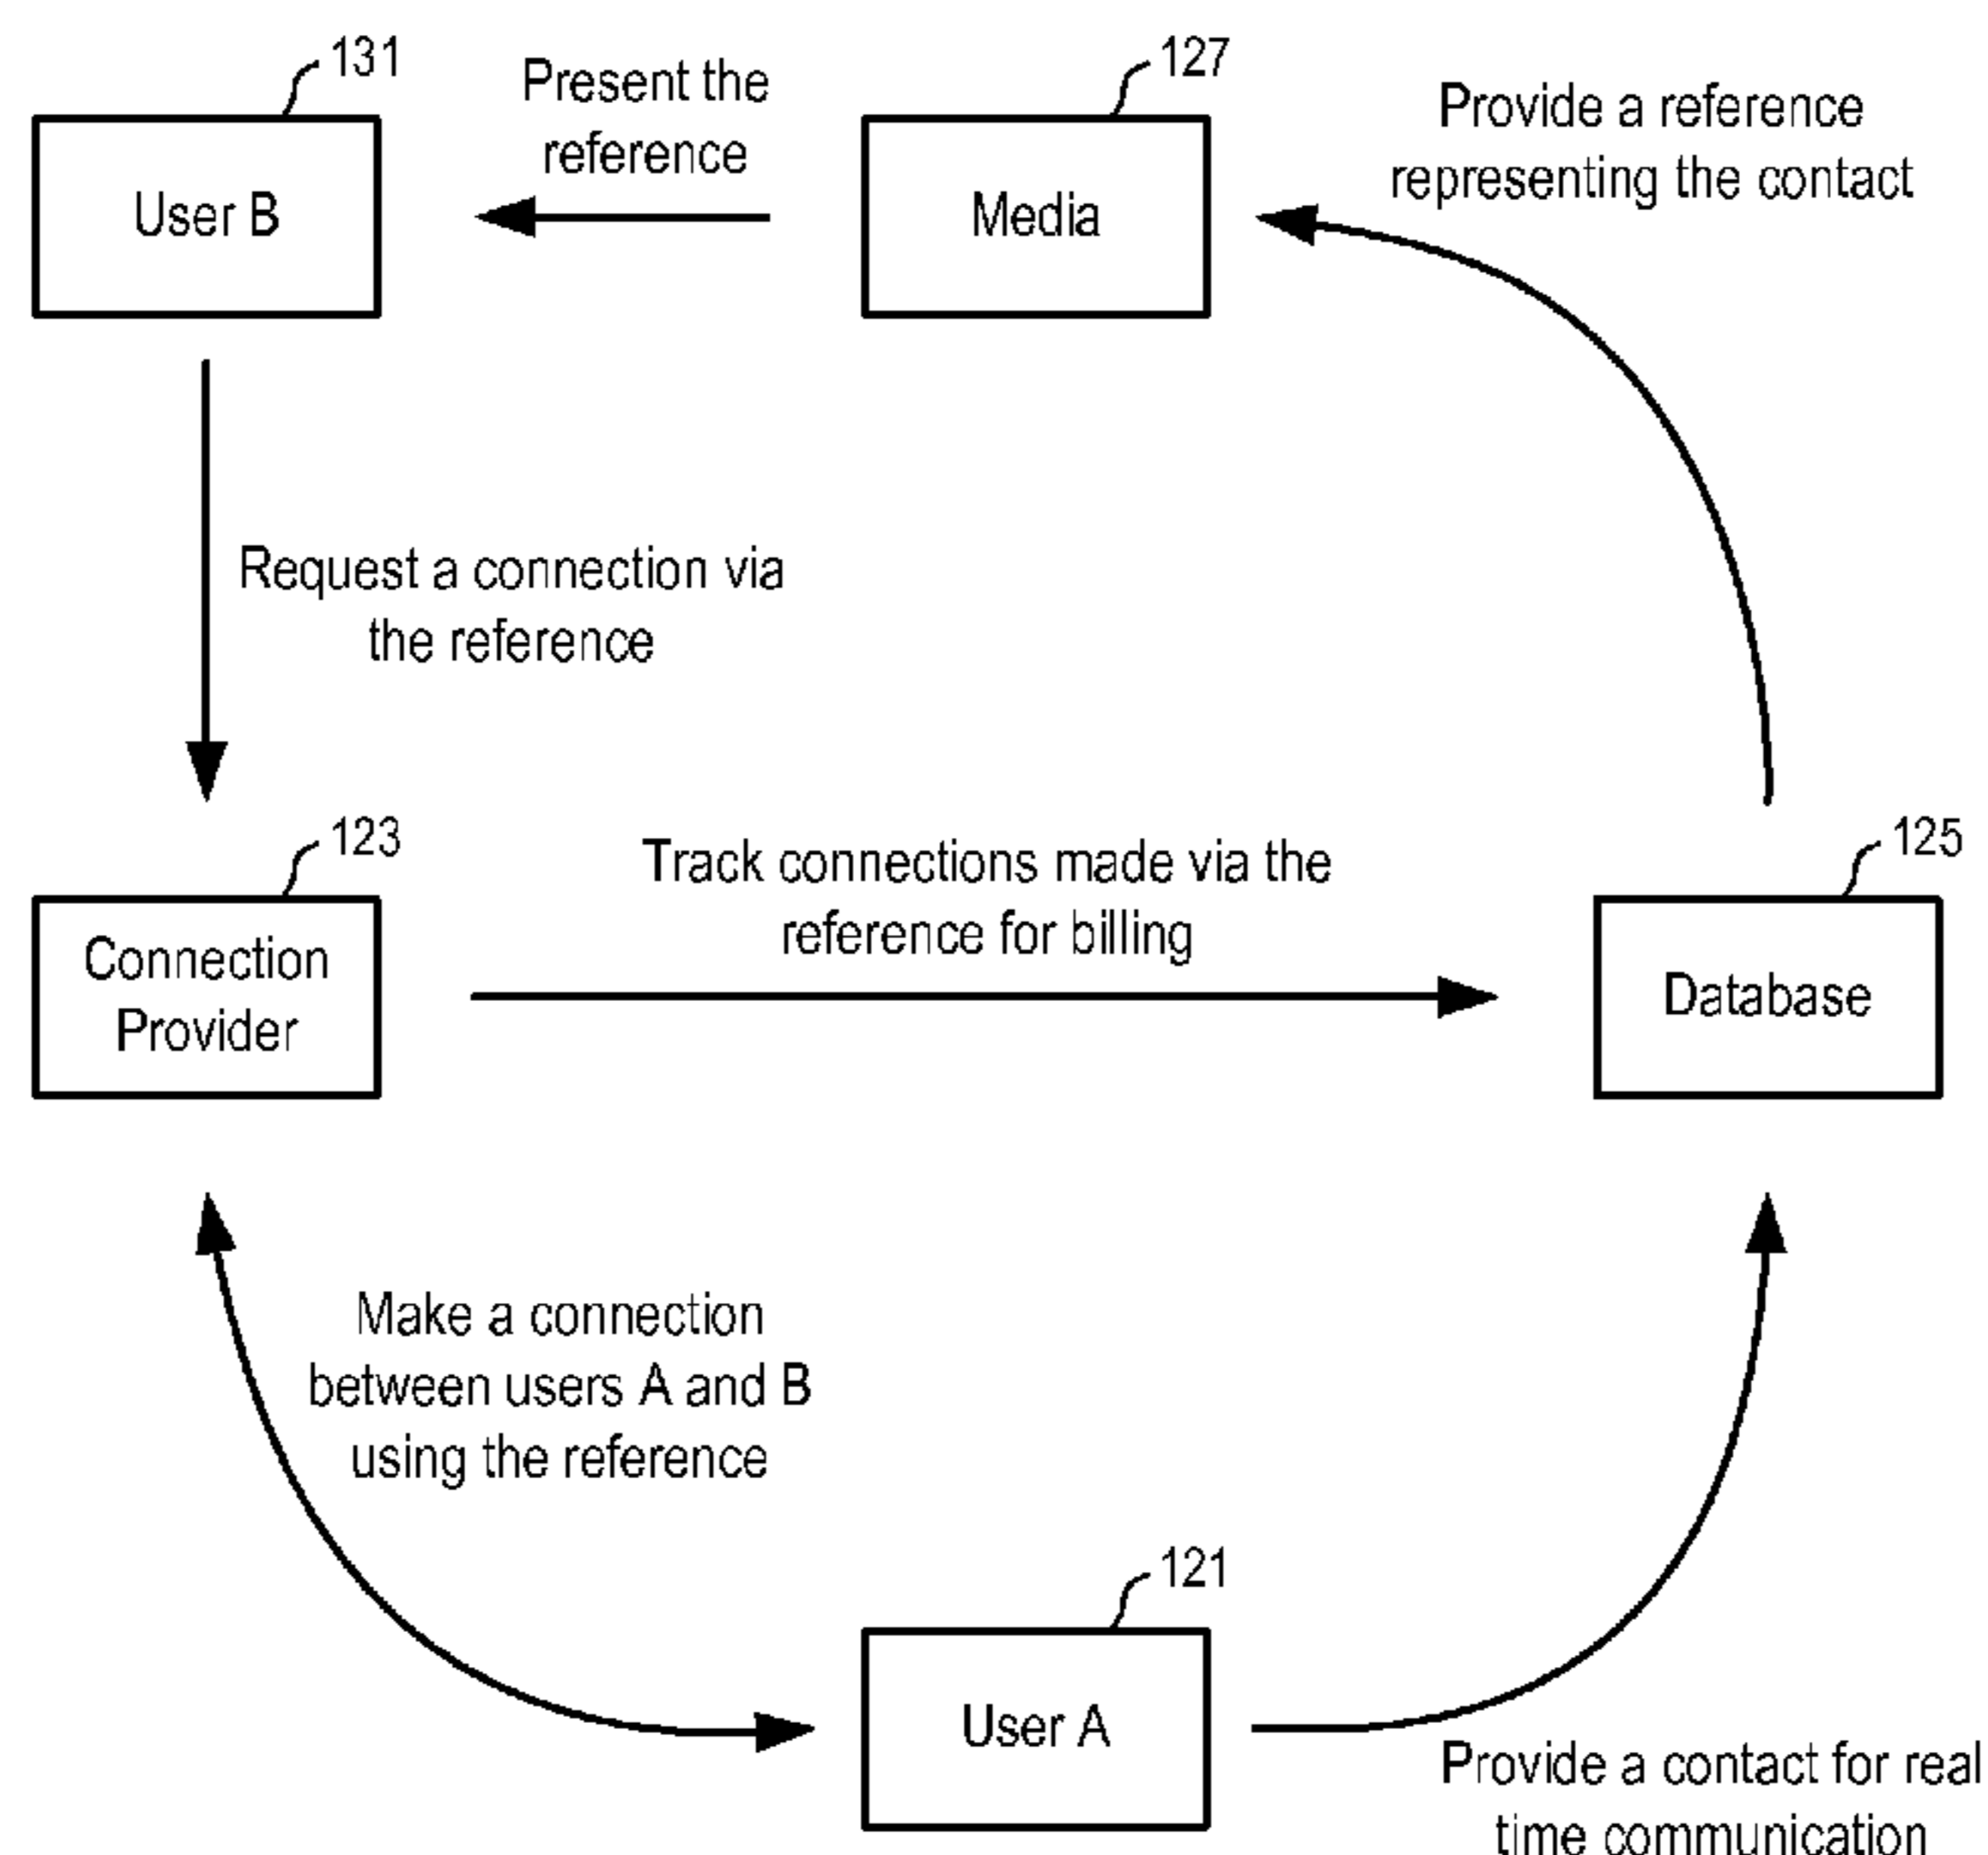 131
Present the
reference
127
Provide a reference
representing the contact
User B
Media
Request a connection via
the reference
123
Track connections made via the
reference for billing
125
Connection
Provider
Database
Make a connection
between users A and B
using the reference
121
User A
Provide a contact for real
time communication